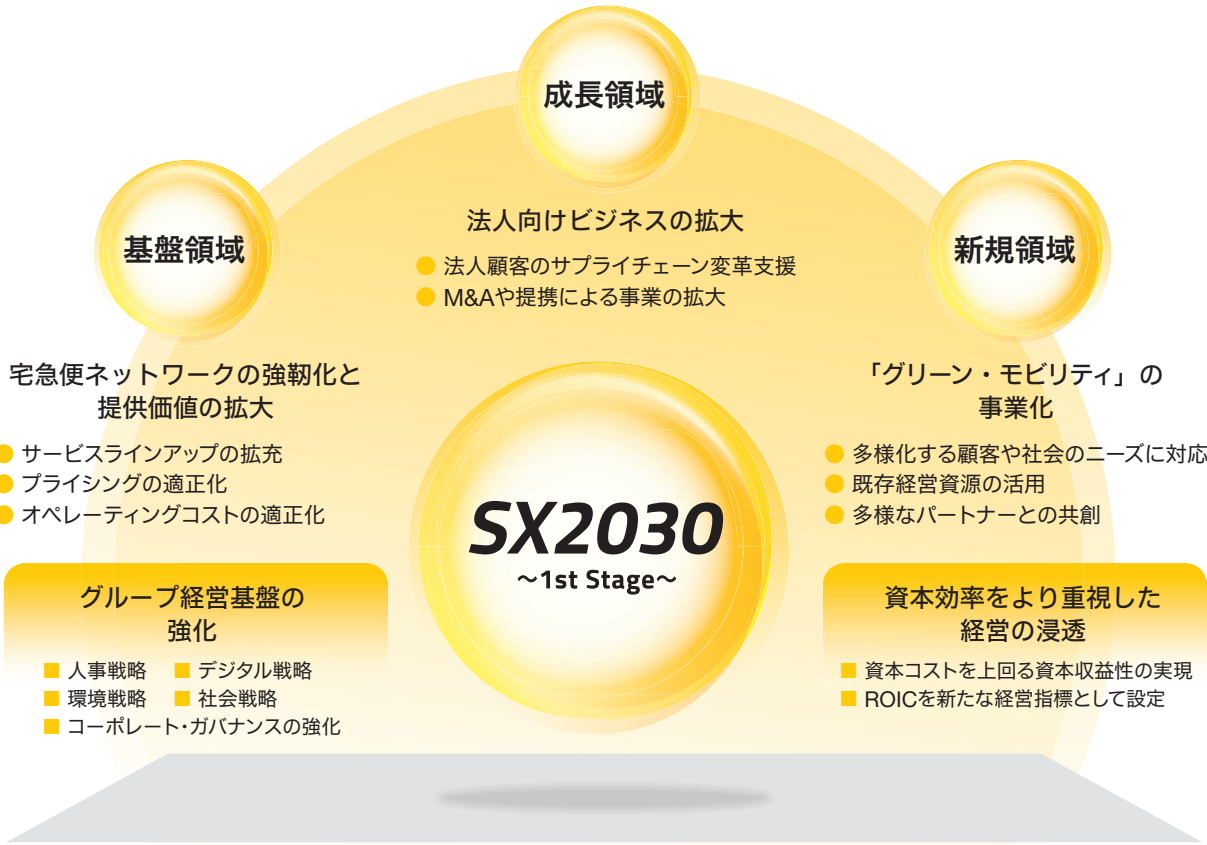 成長領域
法人向けビジネスの拡大
● 法人顧客のサプライチェーン変革支援
● M&Aや提携による事業の拡大
基盤領域
宅急便ネットワークの強靭化と
提供価値の拡大
● サービスラインアップの拡充
● プライシングの適正化
● オペレーティングコストの適正化
新規領域
「グリーン・モビリティ」の
事業化
● 多様化する顧客や社会のニーズに対応
● 既存経営資源の活用
● 多様なパートナーとの共創
SX2030
～1st Stage～
グループ経営基盤の
強化
■ 人事戦略 ■ デジタル戦略
■ 環境戦略 ■ 社会戦略
■ コーポレート・ガバナンスの強化
資本効率をより重視した
経営の浸透
■ 資本コストを上回る資本収益性の実現
■ ROICを新たな経営指標として設定